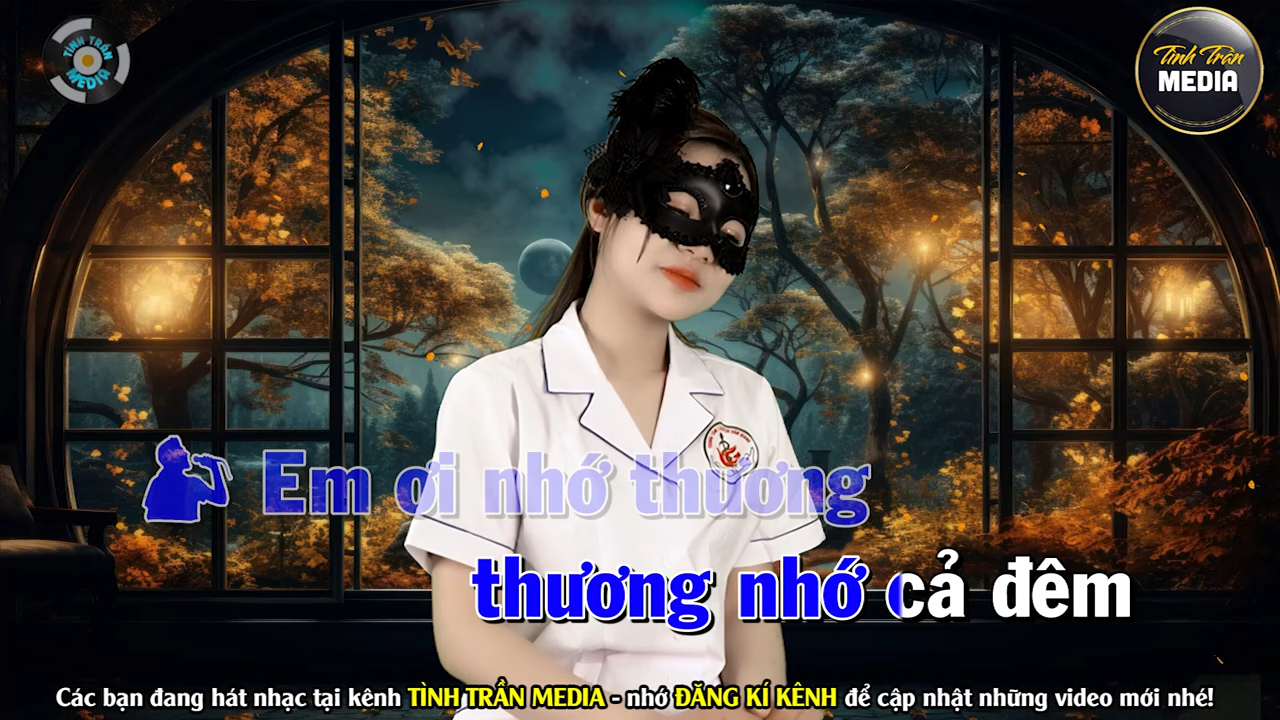 TÌNH TRẦN
MEDIA
Tình Trần
MEDIA
Em ơi nhớ thương
thương nhớ cả đêm
Các bạn đang hát nhạc tại kênh TÌNH TRẦN MEDIA - nhớ ĐĂNG KÍ KÊNH để cập nhật những video mới nhé!